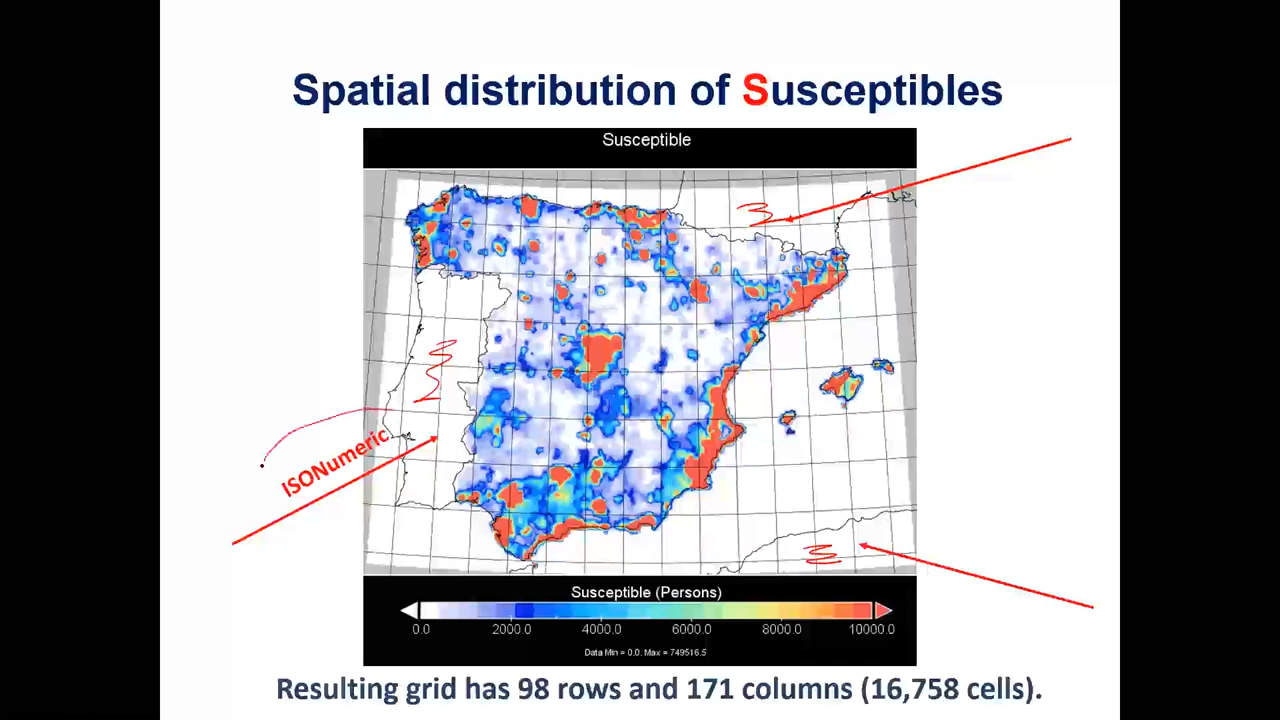 Spatial distribution of Susceptibles
Susceptible
ISONumeric
Susceptible (Persons)
0.0 2000.0 4000.0 6000.0 8000.0 10000.0
Data Min = 0.0. Max = 749516.5
Resulting grid has 98 rows and 171 columns (16,758 cells).